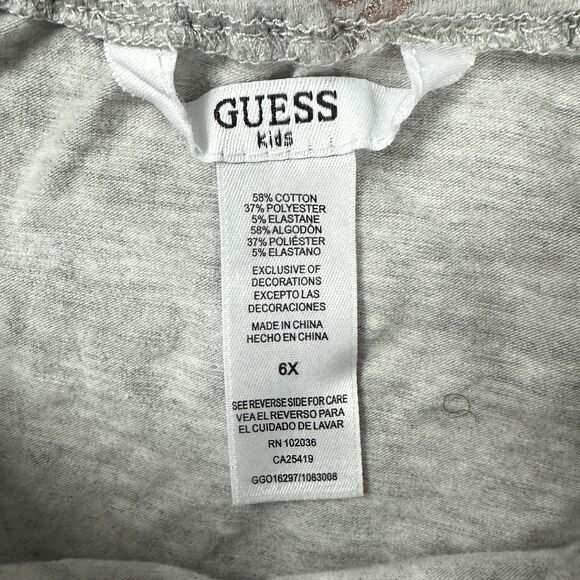 GUESS
kids
58% COTTON
37% POLYESTER
5% ELASTANE
58% ALGODÓN
37% POLIÉSTER
5% ELASTANO
EXCLUSIVE OF
DECORATIONS
EXCEPTO LAS
DECORACIONES
MADE IN CHINA
HECHO EN CHINA
6X
SEE REVERSE SIDE FOR CARE
VEA EL REVERSO PARA
EL CUIDADO DE LAVAR
RN 102036
CA25419
GGO16297/1083008